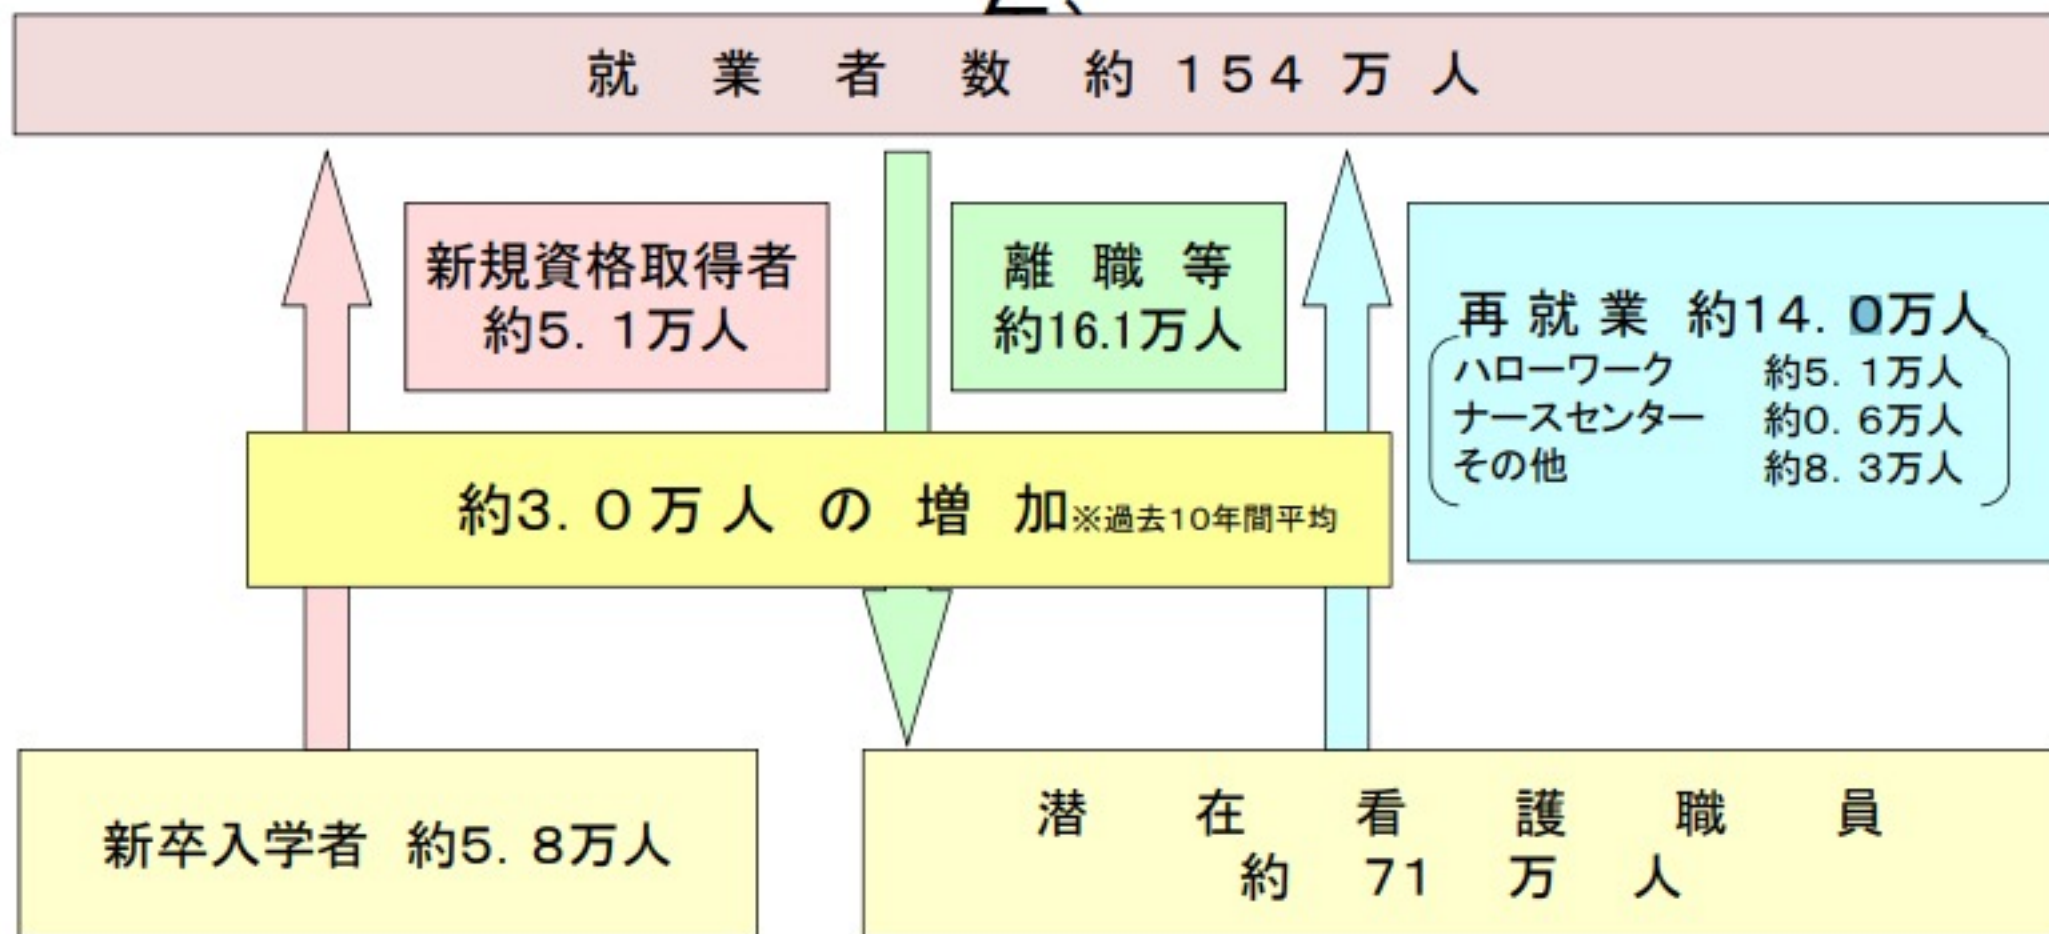 就業者数 約154万人
新規資格取得者
約5.1万人
離職等
約16.1万人
再就業 約14.0万人
ハローワーク 約5.1万人
ナースセンター 約0.6万人
その他 約8.3万人
約3.0万人の増加※過去10年間平均
新卒入学者 約5.8万人
潜在看護職員
約71万人